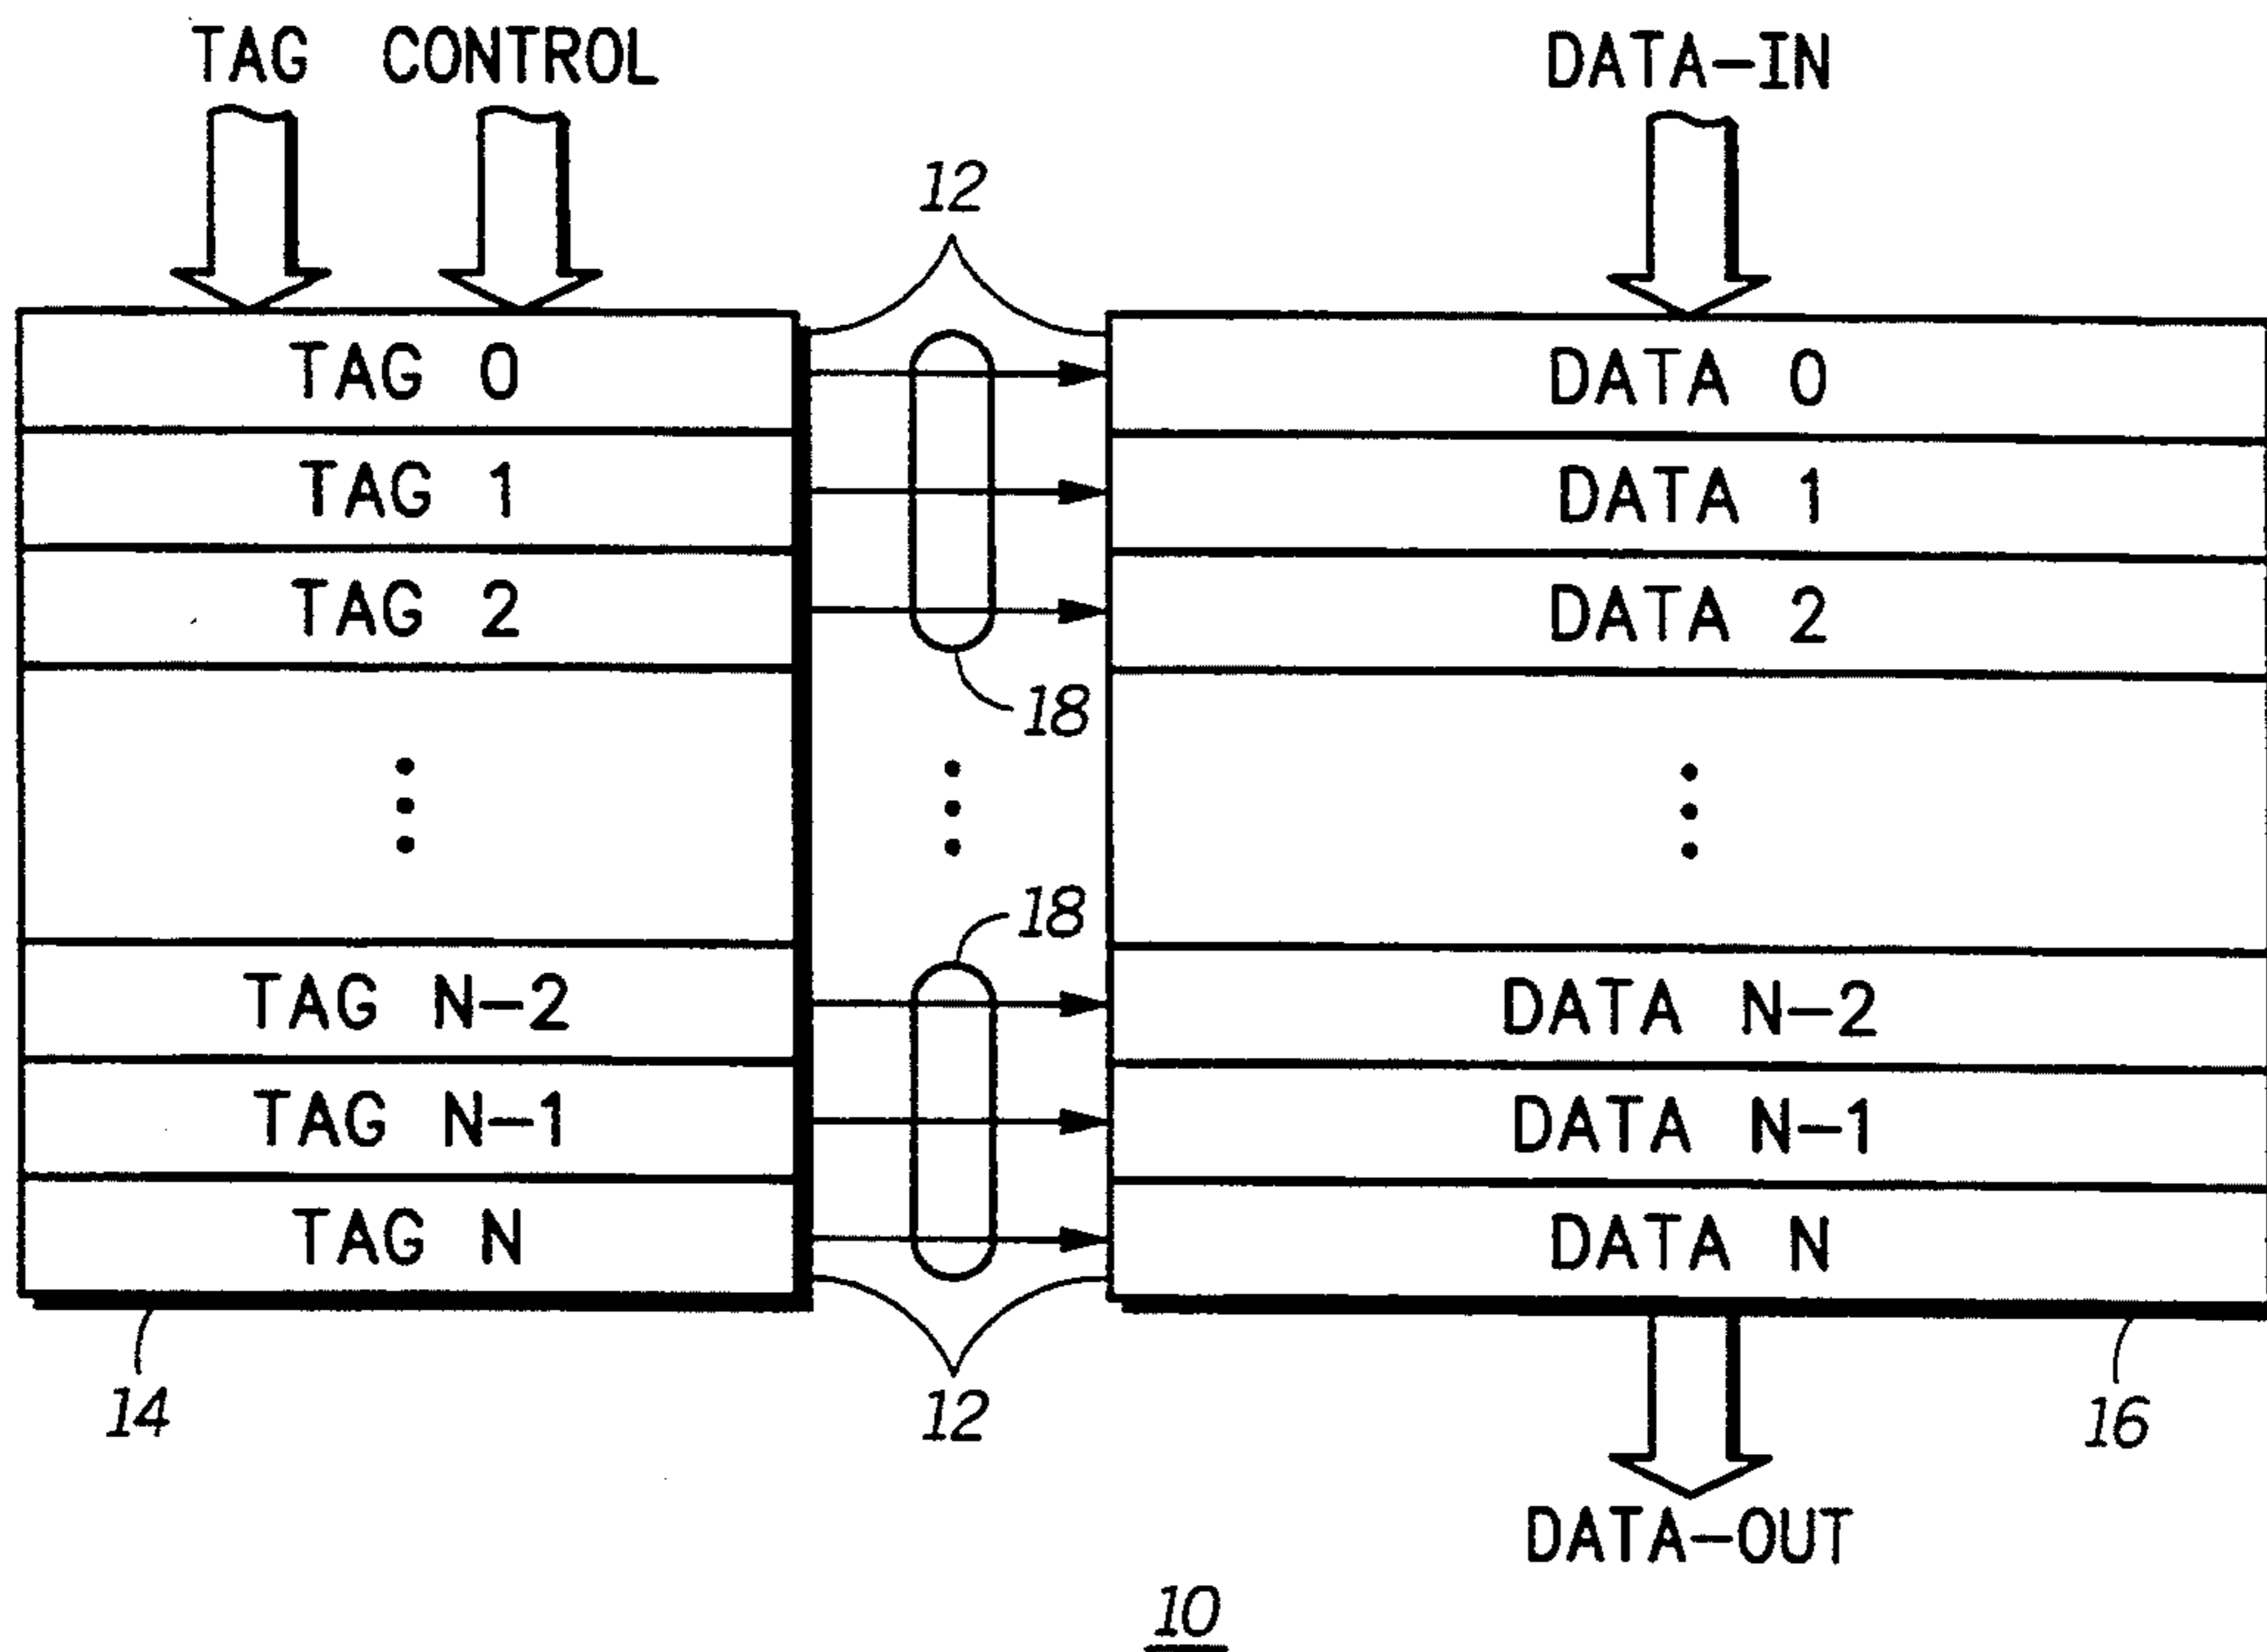 TAG CONTROL DATA-IN
12
TAG 0 DATA 0
TAG 1 DATA 1
TAG 2 DATA 2
18
18
TAG N-2 DATA N-2
TAG N-1 DATA N-1
TAG N DATA N
14 12 16
DATA-OUT
10